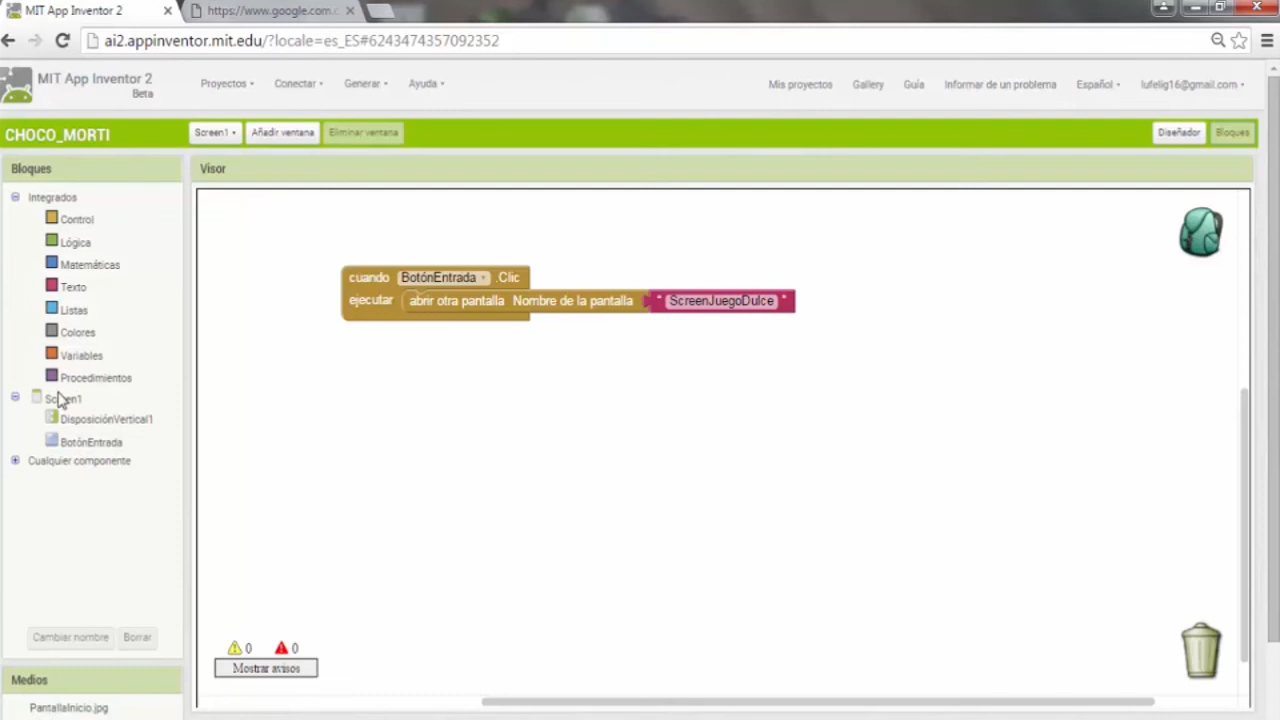 MIT App Inventor 2
https://www.google.com.c
ai2.appinventor.mit.edu/?locale=es_ES#6243474357092352
MIT App Inventor 2
Beta
Proyectos
Conectar
Generar
Ayuda
Mis proyectos
Gallery
Guía
Informar de un problema
Español
lufelig16@gmail.com
CHOCO_MORTI
Screen1
Añadir ventana
Eliminar ventana
Diseñador
Bloques
Bloques
Visor
Integrados
Control
Lógica
Matemáticas
Texto
Listas
Colores
Variables
Procedimientos
Screen1
DisposiciónVertical1
BotónEntrada
Cualquier componente
cuando BotónEntrada .Clic
ejecutar abrir otra pantalla Nombre de la pantalla " ScreenJuegoDulce "
0 0
Mostrar avisos
Cambiar nombre
Borrar
Medios
PantallaInicio.jpg